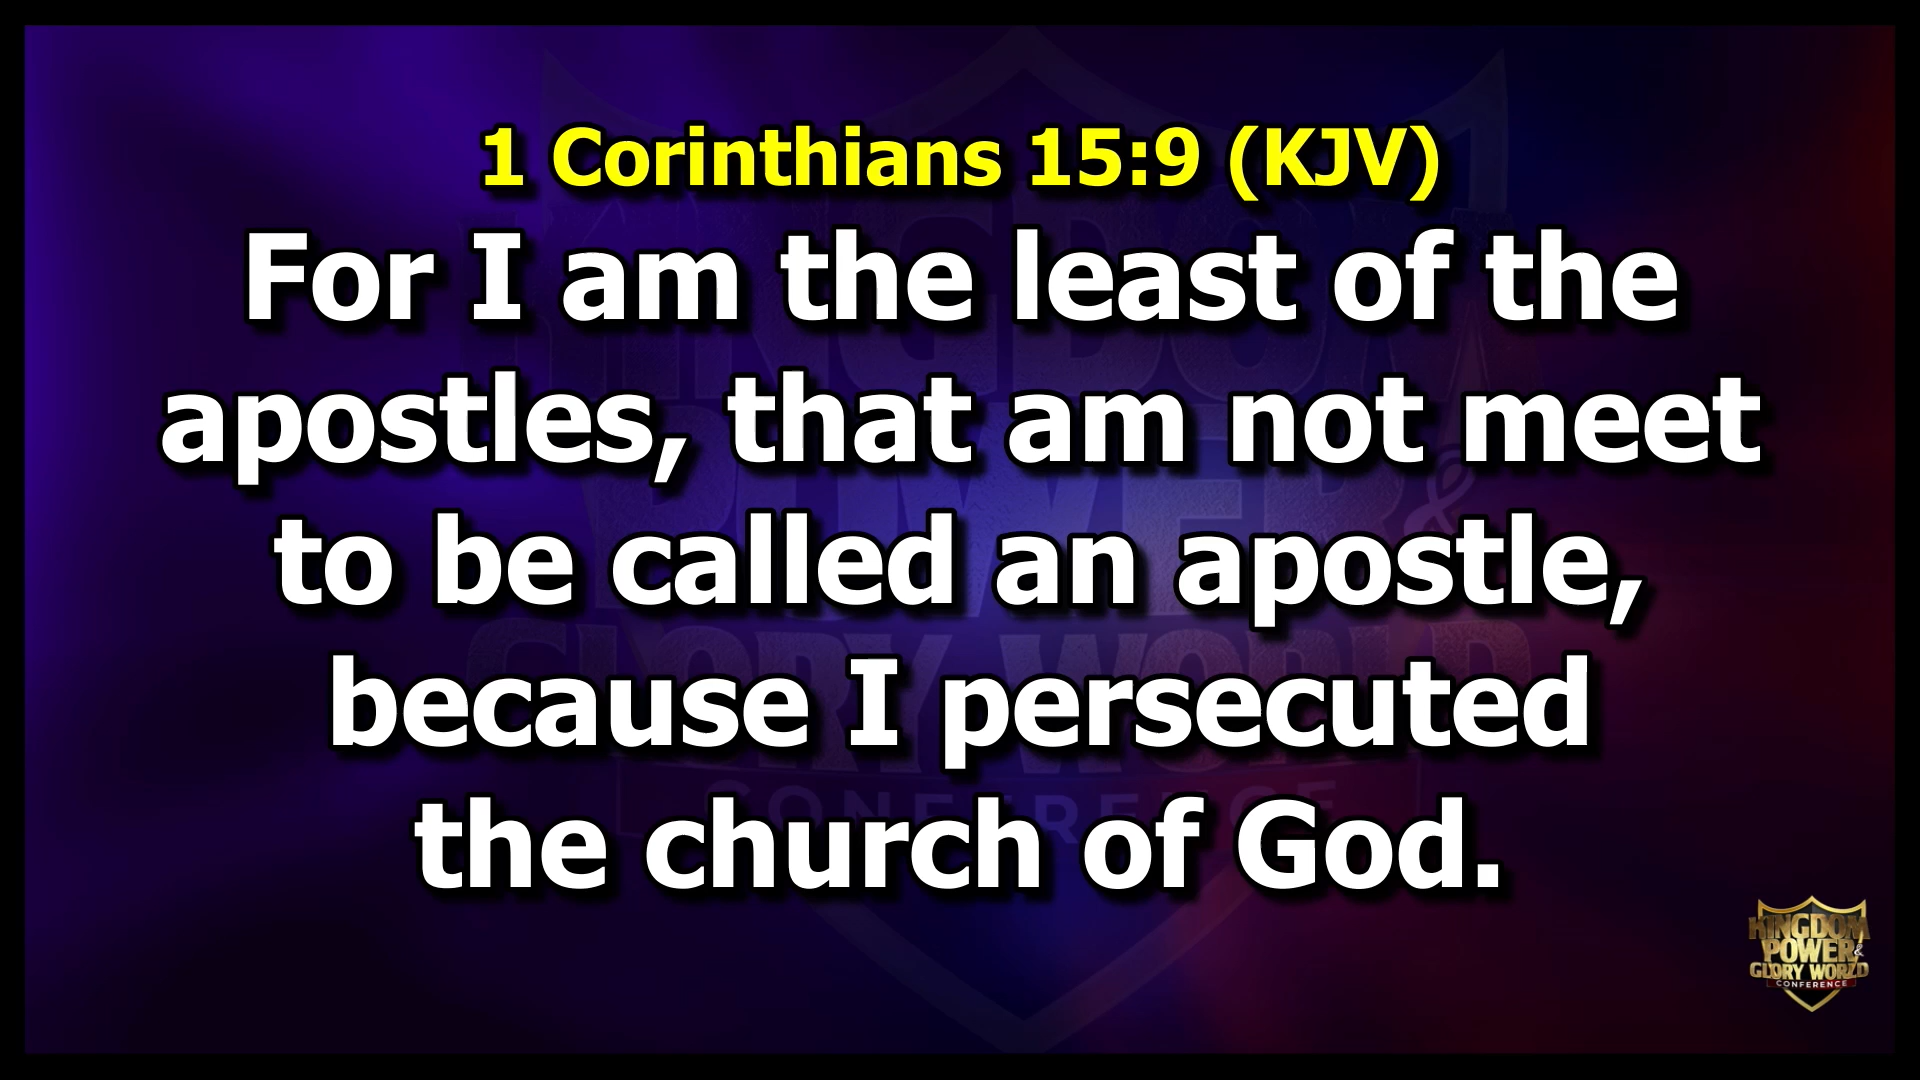 1 Corinthians 15:9 (KJV)
For I am the least of the
apostles, that am not meet
to be called an apostle,
because I persecuted
the church of God.
KINGDOM
POWER &
GLORY WORLD
CONFERENCE